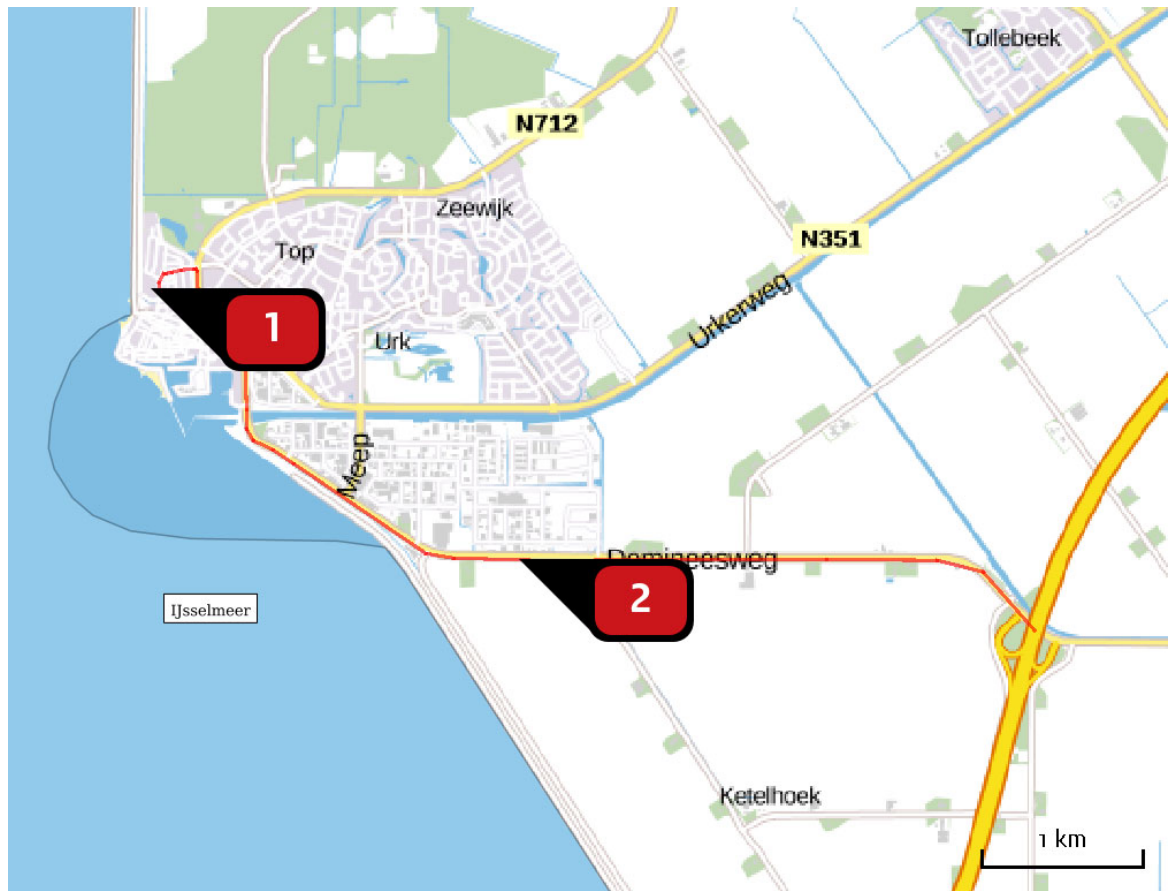 Tollebeek
N712
Zeewijk
Top
N351
1
Urkerweg
Urk
Meep
Domineesweg
2
IJsselmeer
Ketelhoek
1 km